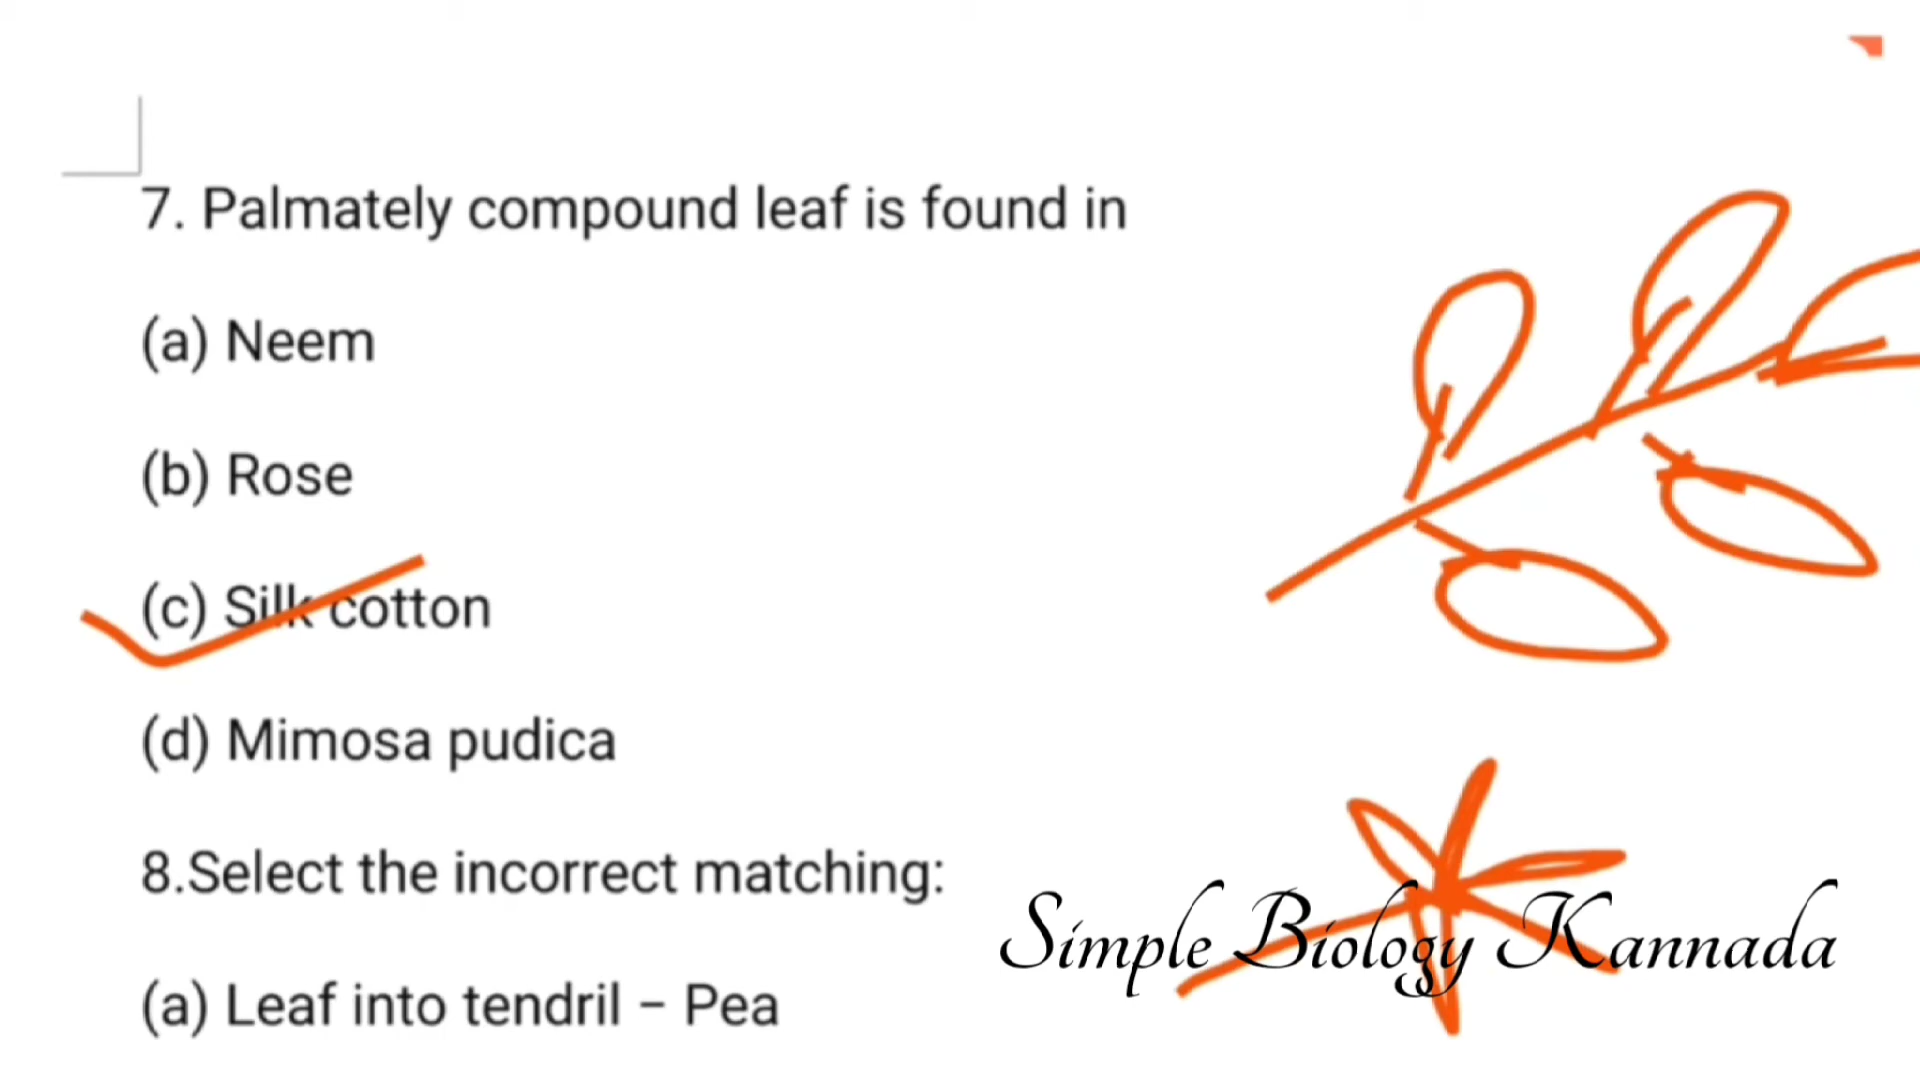 7. Palmately compound leaf is found in
(a) Neem
(b) Rose
(c) Silk cotton
(d) Mimosa pudica
8.Select the incorrect matching:
Simple Biology Kannada
(a) Leaf into tendril – Pea